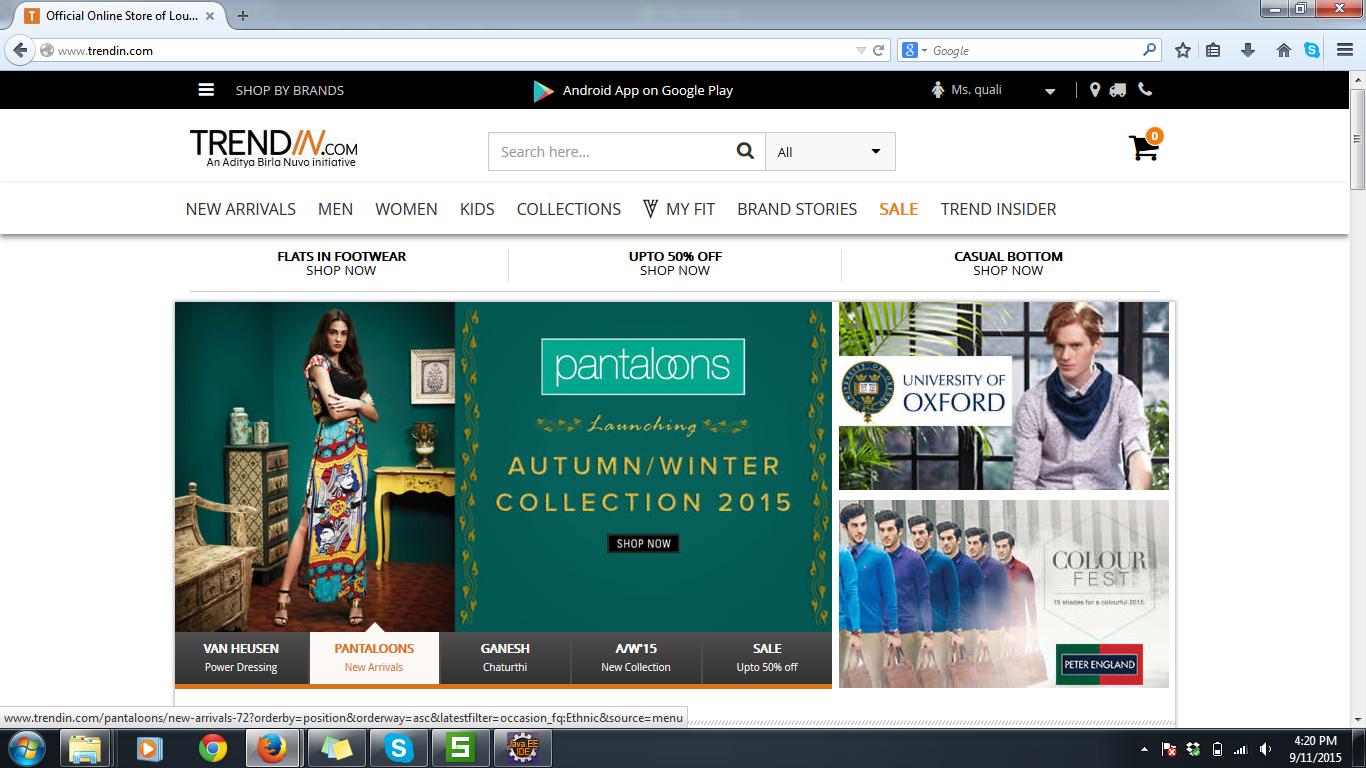 Official Online Store of Lou...
www.trendin.com
Google
SHOP BY BRANDS
Android App on Google Play
Ms. quali
TRENDIN.COM
An Aditya Birla Nuvo initiative
Search here...
All
0
NEW ARRIVALS MEN WOMEN KIDS COLLECTIONS MY FIT BRAND STORIES SALE TREND INSIDER
FLATS IN FOOTWEAR
SHOP NOW
UPTO 50% OFF
SHOP NOW
CASUAL BOTTOM
SHOP NOW
pantaloons
Launching
AUTUMN/WINTER
COLLECTION 2015
SHOP NOW
UNIVERSITY OF
OXFORD
COLOUR
FEST
15 shades for a colourful 2015
PETER ENGLAND
VAN HEUSEN
Power Dressing
PANTALOONS
New Arrivals
GANESH
Chaturthi
A/W'15
New Collection
SALE
Upto 50% off
www.trendin.com/pantaloons/new-arrivals-72?orderby=position&orderway=asc&latestfilter=occasion_fq:Ethnic&source=menu
Java EE
IDE
4:20 PM
9/11/2015